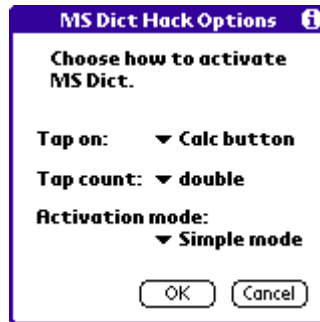 MS Dict Hack Options i
Choose how to activate
MS Dict.
Tap on: Calc button
Tap count: double
Activation mode:
Simple mode
OK Cancel